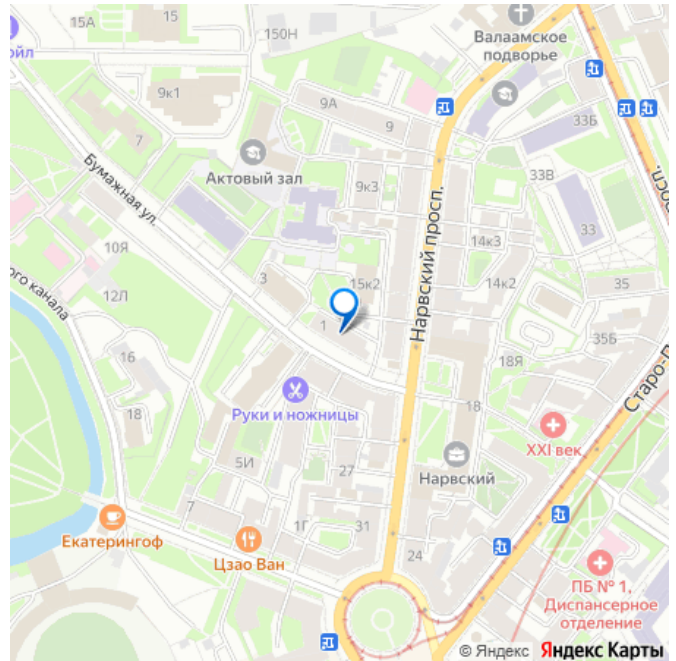 15А
15
150Н
Валаамское
подворье
ойл
9к1
9А
9
33Б
7
Актовый зал
9к3
33В
Бумажная ул.
Нарвский просп.
просп.
33
10Я
14к3
3
15к2
14к2
35
12Л
ого канала
1
35Б
16
18Я
Старо-П
18
Руки и ножницы
18
XXI век
5И
27
Нарвский
7
1Г
31
Екатерингоф
Цзао Ван
24
ПБ № 1,
Диспансерное
отделение
© Яндекс Яндекс Карты